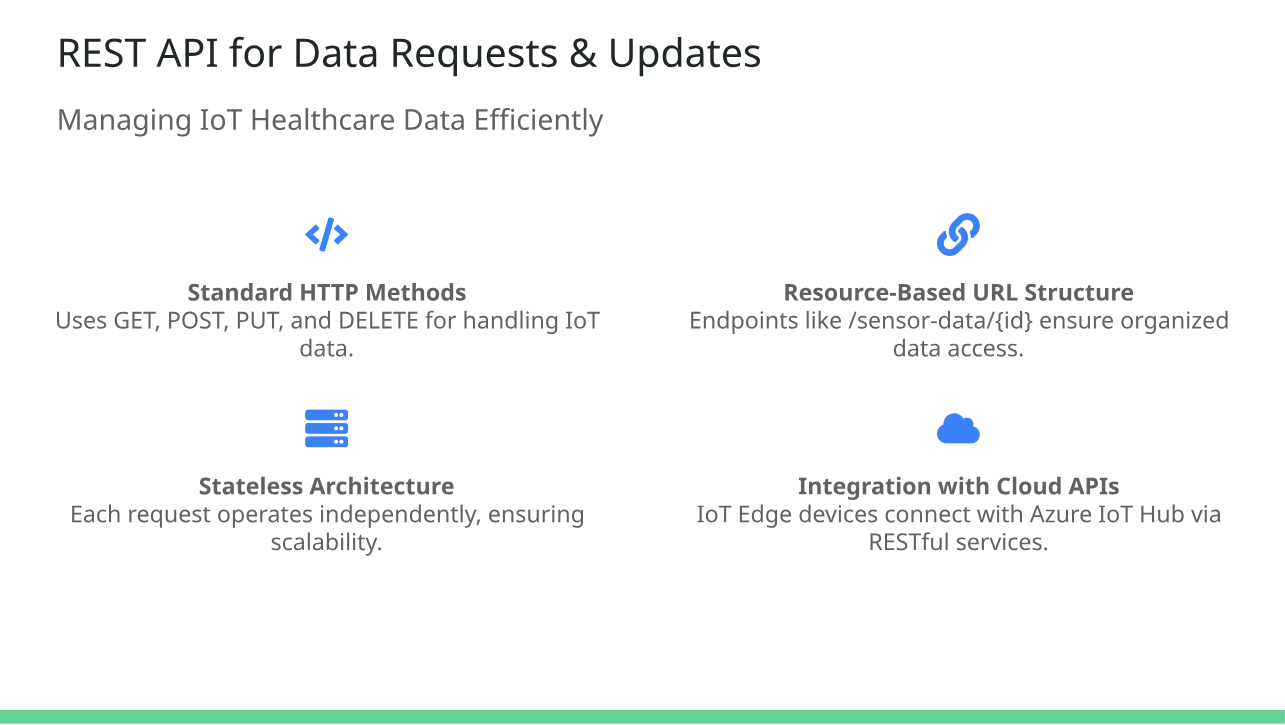 REST API for Data Requests & Updates
Managing IoT Healthcare Data Efficiently
Standard HTTP Methods
Uses GET, POST, PUT, and DELETE for handling IoT
data.
Resource-Based URL Structure
Endpoints like /sensor-data/{id} ensure organized
data access.
Stateless Architecture
Each request operates independently, ensuring
scalability.
Integration with Cloud APIs
IoT Edge devices connect with Azure IoT Hub via
RESTful services.